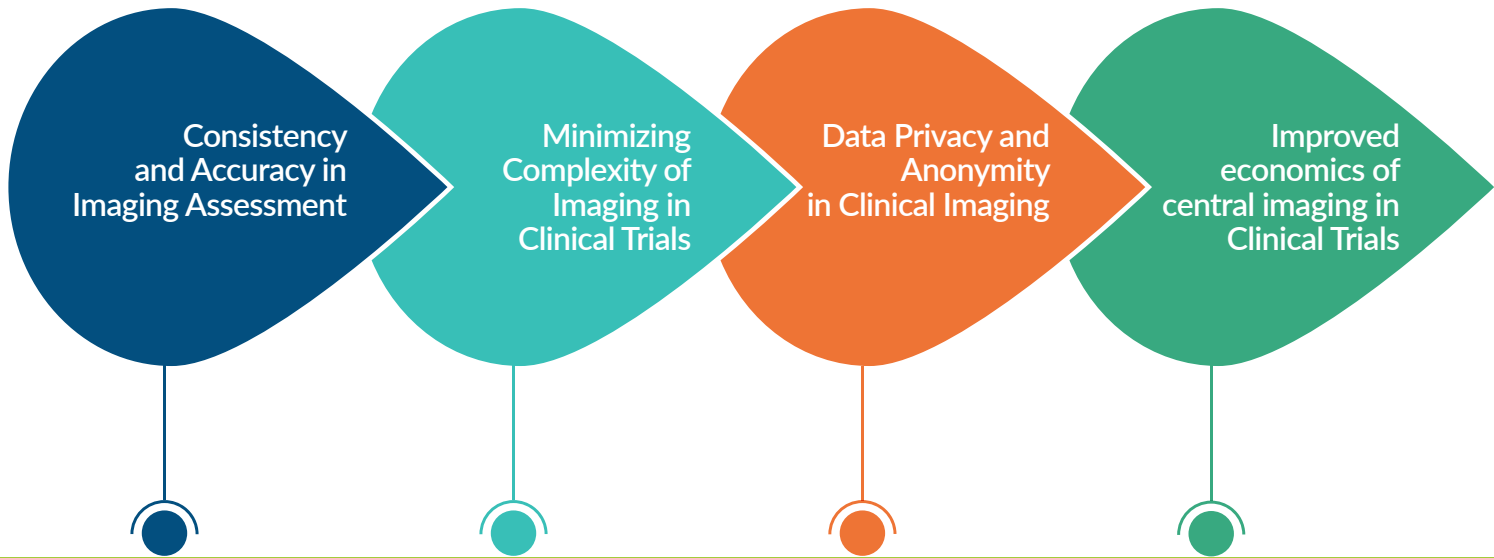 Consistency
and Accuracy in
Imaging Assessment
Minimizing
Complexity of
Imaging in
Clinical Trials
Data Privacy and
Anonymity
in Clinical Imaging
Improved
economics of
central imaging in
Clinical Trials